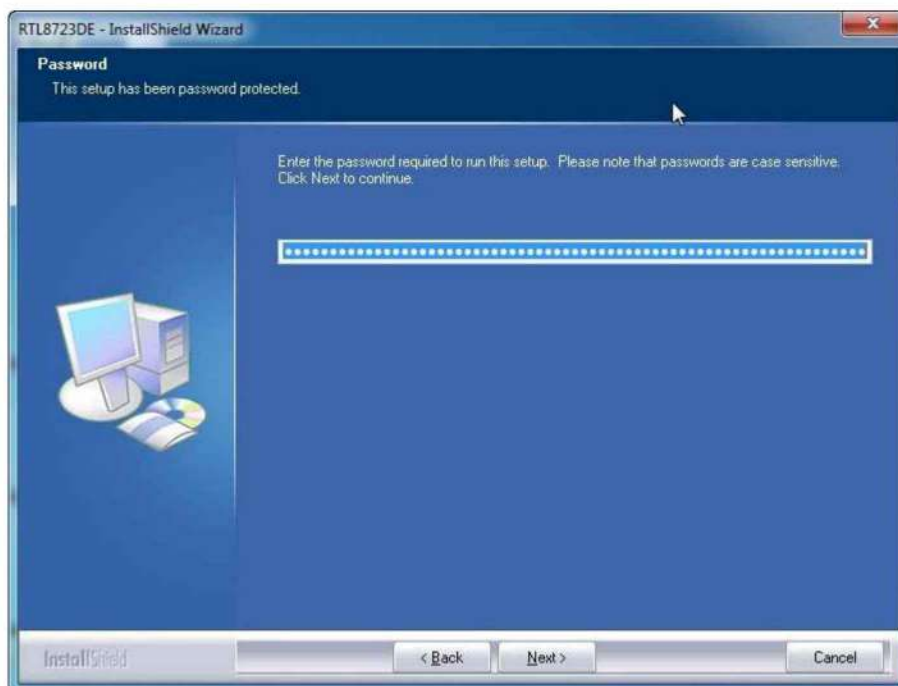 RTL8723DE - InstallShield Wizard
Password
This setup has been password protected.
Enter the password required to run this setup. Please note that passwords are case sensitive.
Click Next to continue.
InstallShield
< Back
Next >
Cancel